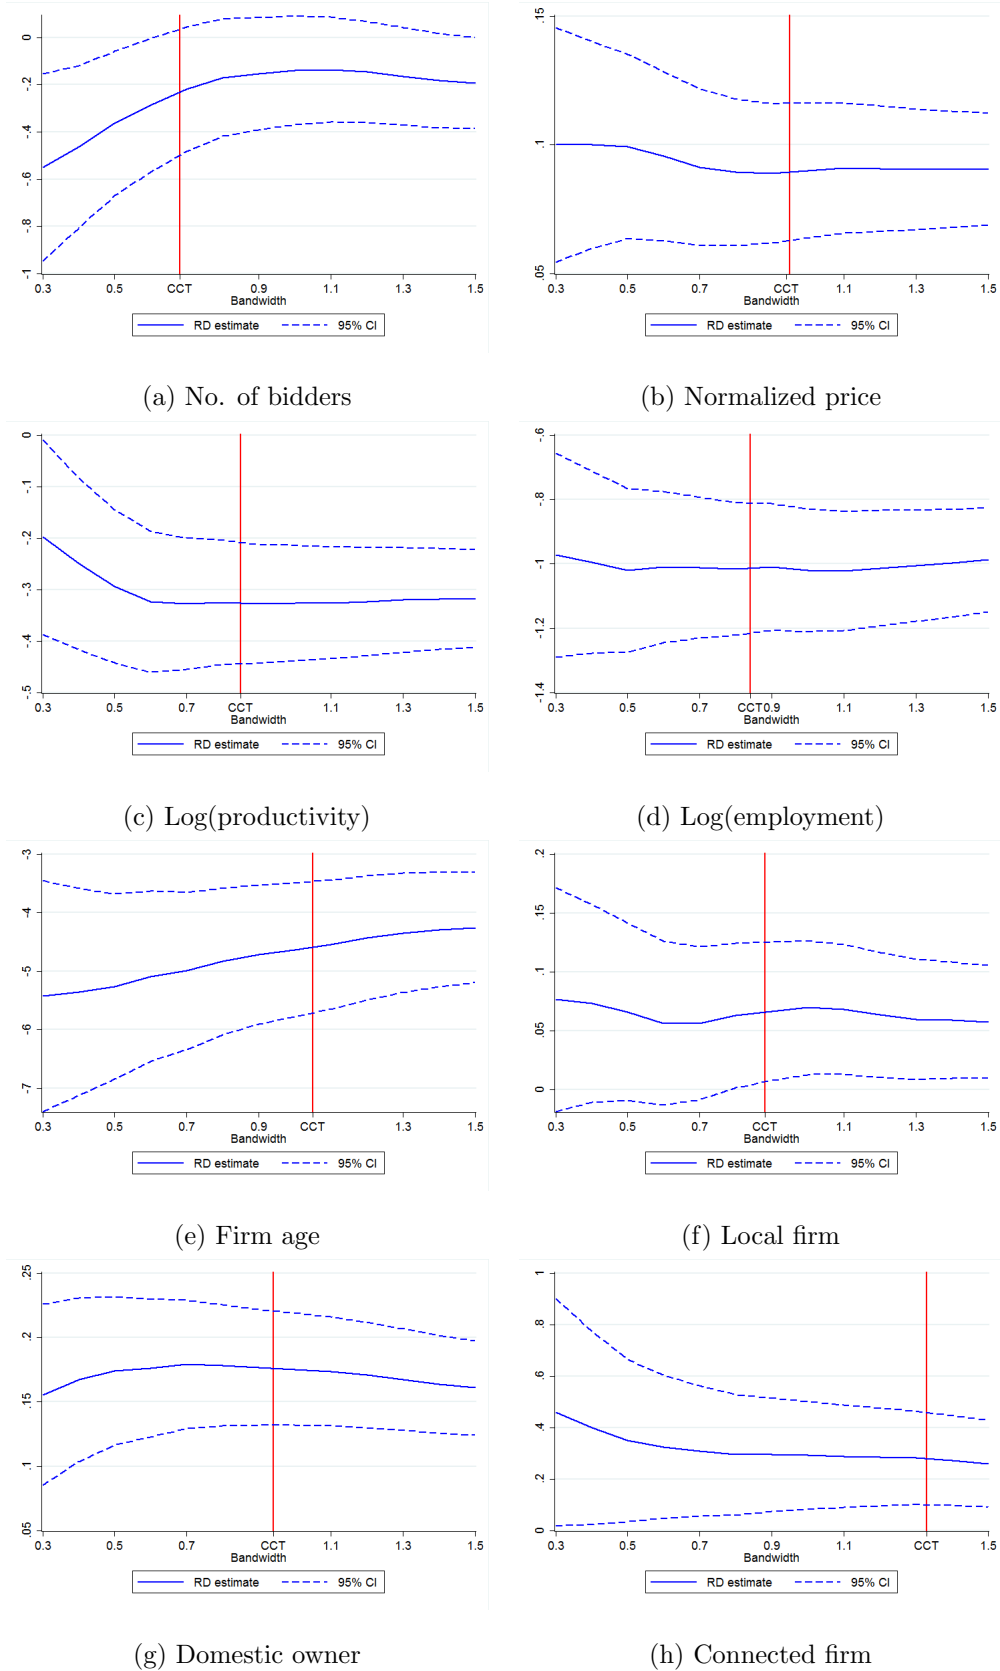 0
-.2
-.4
-.6
-.8
-1
0.3 0.5 CCT 0.9 1.1 1.3 1.5
Bandwidth
RD estimate 95% CI
(a) No. of bidders
.15
.1
.05
0.3 0.5 0.7 CCT 1.1 1.3 1.5
Bandwidth
RD estimate 95% CI
(b) Normalized price
0
-.1
-.2
-.3
-.4
-.5
0.3 0.5 0.7 CCT 1.1 1.3 1.5
Bandwidth
RD estimate 95% CI
(c) Log(productivity)
-.6
-.8
-1
-1.2
-1.4
0.3 0.5 0.7 CCT 0.9 1.1 1.3 1.5
Bandwidth
RD estimate 95% CI
(d) Log(employment)
-3
-4
-5
-6
-7
0.3 0.5 0.7 0.9 CCT 1.3 1.5
Bandwidth
RD estimate 95% CI
(e) Firm age
.2
.15
.1
.05
0
0.3 0.5 0.7 CCT 1.1 1.3 1.5
Bandwidth
RD estimate 95% CI
(f) Local firm
.25
.2
.15
.1
.05
0.3 0.5 0.7 CCT 1.1 1.3 1.5
Bandwidth
RD estimate 95% CI
(g) Domestic owner
.1
.8
.6
.4
.2
0
0.3 0.5 0.7 0.9 1.1 CCT 1.5
Bandwidth
RD estimate 95% CI
(h) Connected firm